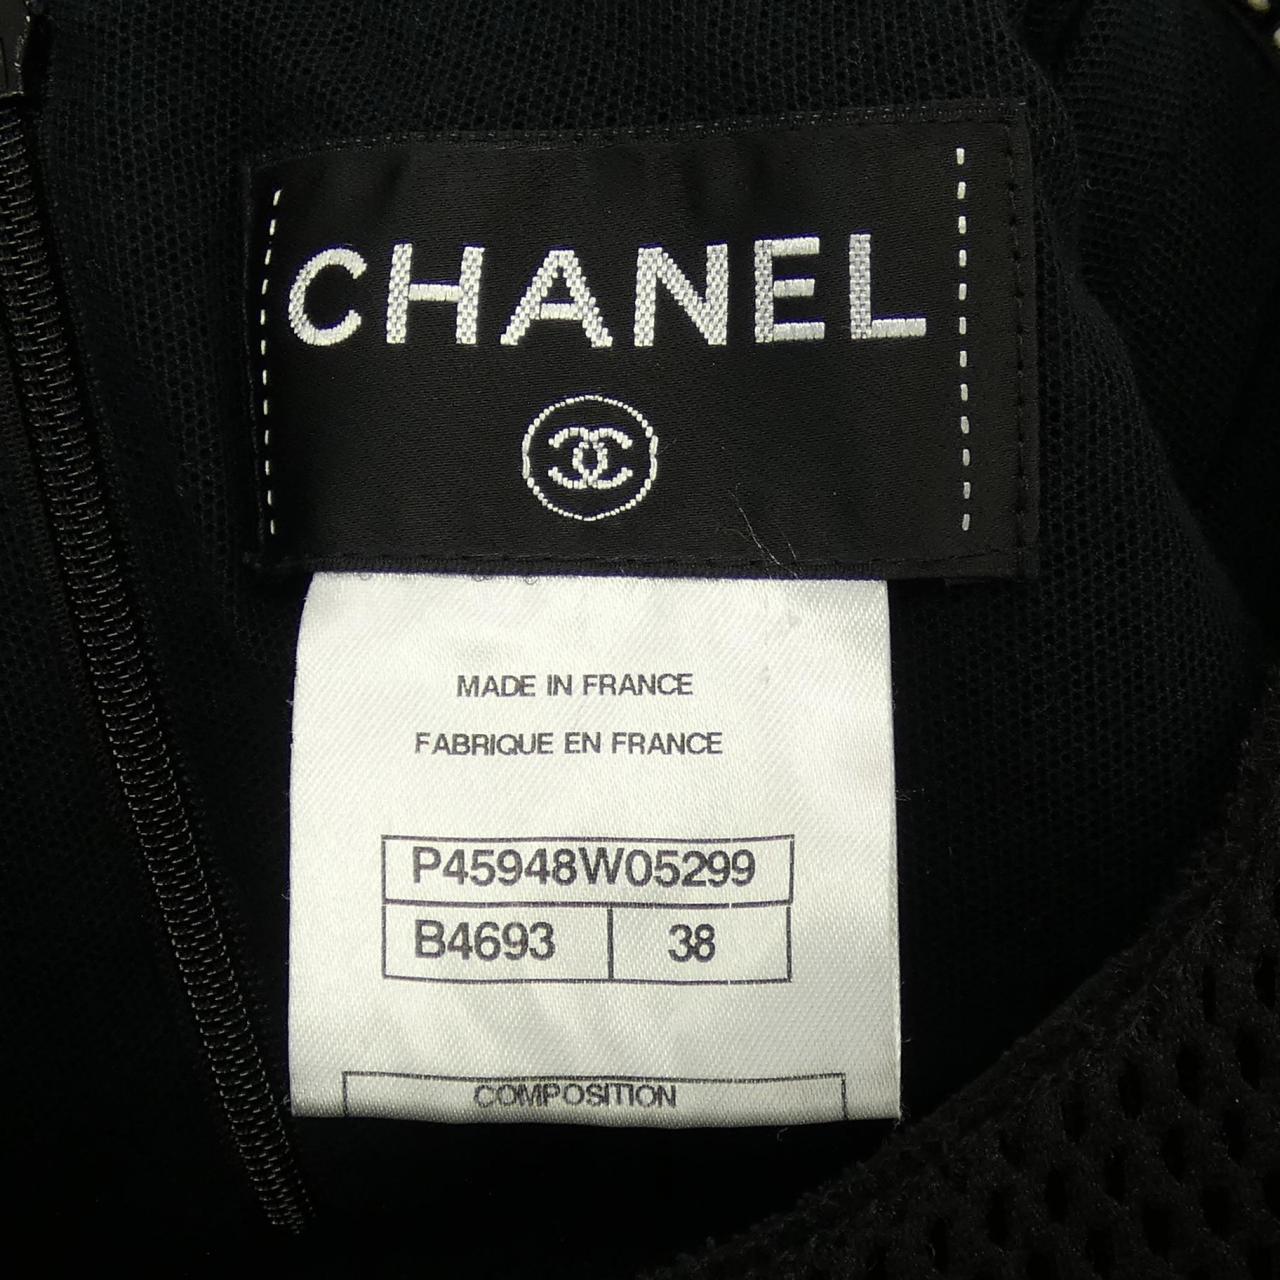 CHANEL
MADE IN FRANCE
FABRIQUE EN FRANCE
P45948W05299
B4693 38
COMPOSITION